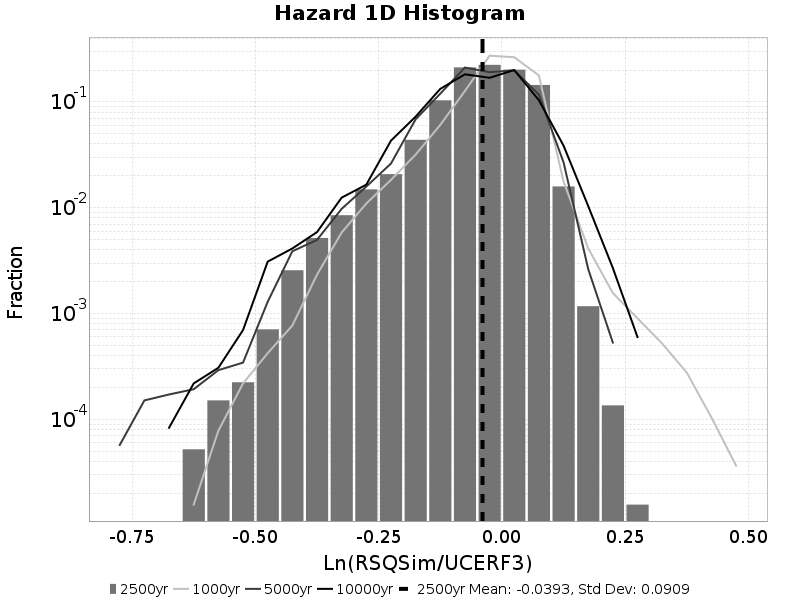 Hazard 1D Histogram
Fraction
10-1
10-2
10-3
10-4
-0.75 -0.50 -0.25 0.00 0.25 0.50
Ln(RSQSim/UCERF3)
2500yr 1000yr 5000yr 10000yr 2500yr Mean: -0.0393, Std Dev: 0.0909